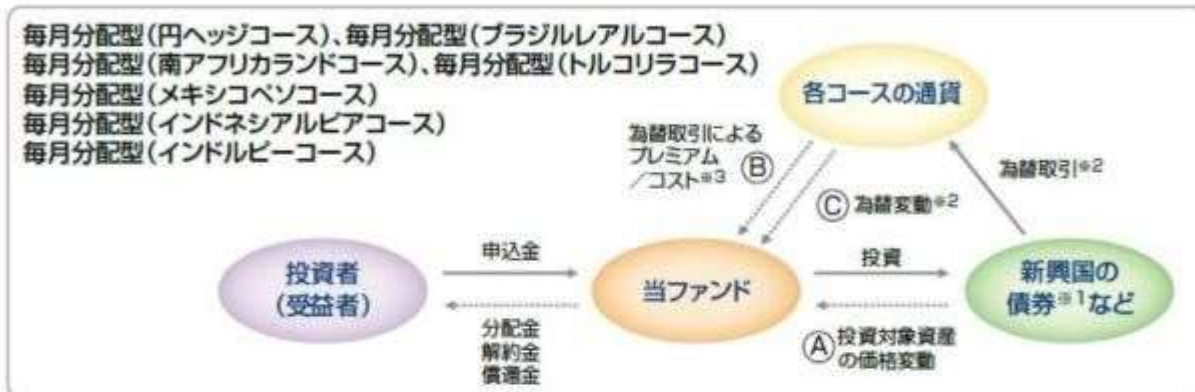 毎月分配型(円ヘッジコース)、毎月分配型(ブラジルレアルコース)
毎月分配型(南アフリカランドコース)、毎月分配型(トルコリラコース)
毎月分配型(メキシコペソコース)
毎月分配型(インドネシアルピアコース)
毎月分配型(インドルピーコース)
各コースの通貨
為替取引による
プレミアム
/コスト※3
Ⓑ
Ⓒ 為替変動※2
為替取引※2
投資者
(受益者)
申込金
分配金
解約金
償還金
当ファンド
投資
Ⓐ 投資対象資産
の価格変動
新興国の
債券※1など